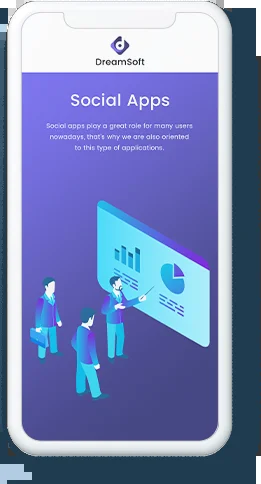 DreamSoft
Social Apps
Social apps play a great role for many users
nowadays, that's why we are also oriented
to this type of applications.